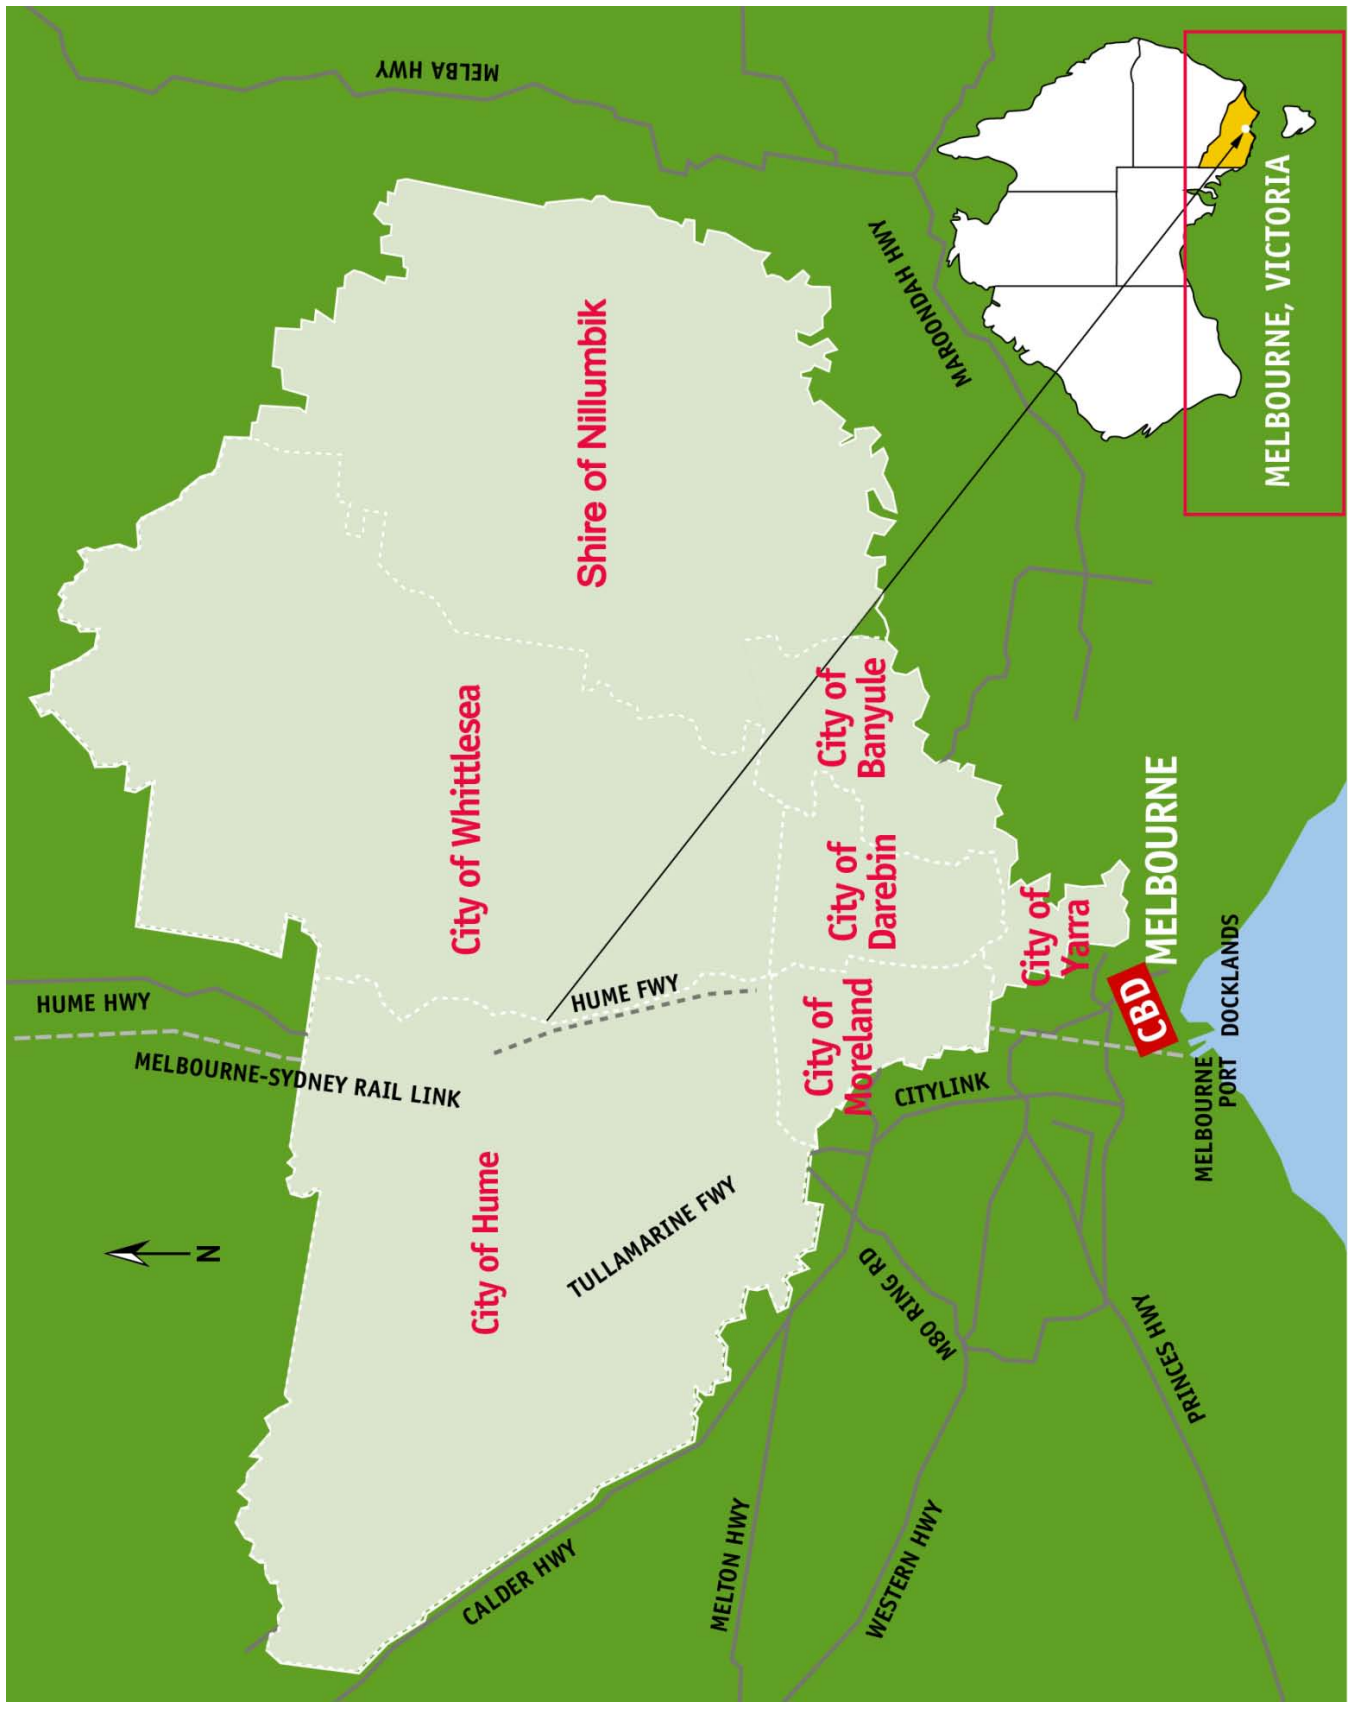 MELBA HWY
HUME HWY
MELBOURNE-SYDNEY RAIL LINK
N
Shire of Nillumbik
City of Whittlesea
HUME FWY
City of Hume
TULLAMARINE FWY
City of
Banyule
City of
Darebin
City of
Moreland
City of
Yarra
MAROONDAH HWY
CITYLINK
CBD
MELBOURNE
DOCKLANDS
MELBOURNE
PORT
M80 RING RD
PRINCES HWY
CALDER HWY
MELTON HWY
WESTERN HWY
MELBOURNE, VICTORIA